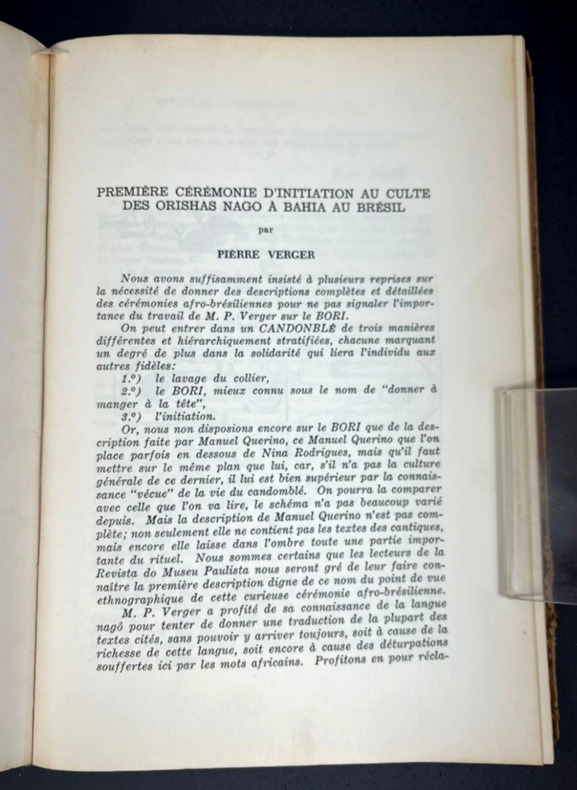 PREMIÈRE CÉRÉMONIE D'INITIATION AU CULTE
DES ORISHAS NAGO À BAHIA AU BRÉSIL
par
PIERRE VERGER
Nous avons suffisamment insisté à plusieurs reprises sur
la nécessité de donner des descriptions complètes et détaillées
des cérémonies afro-brésiliennes pour ne pas signaler l'impor-
tance du travail de M. P. Verger sur le BORI.
On peut entrer dans un CANDONBLÉ de trois manières
différentes et hiérarchiquement stratifiées, chacune marquant
un degré de plus dans la solidarité qui liera l'individu aux
autres fidèles:
1.º) le lavage du collier,
2.º) le BORI, mieux connu sous le nom de "donner à
manger à la tête",
3.º) l'initiation.
Or, nous non disposions encore sur le BORI que de la des-
cription faite par Manuel Querino, ce Manuel Querino que l'on
place parfois en dessous de Nina Rodrigues, mais qu'il faut
mettre sur le même plan que lui, car, s'il n'a pas la culture
générale de ce dernier, il lui est bien supérieur par la connais-
sance "vécue" de la vie du candomblé. On pourra la comparer
avec celle que l'on va lire, le schéma n'a pas beaucoup varié
depuis. Mais la description de Manuel Querino n'est pas com-
plète; non seulement elle ne contient pas les textes des cantiques,
mais encore elle laisse dans l'ombre toute une partie impor-
tante du rituel. Nous sommes certains que les lecteurs de la
Revista do Museu Paulista nous seront gré de leur faire con-
naître la première description digne de ce nom du point de vue
ethnographique de cette curieuse cérémonie afro-brésilienne.
M. P. Verger a profité de sa connaissance de la langue
nagô pour tenter de donner une traduction de la plupart des
textes cités, sans pouvoir y arriver toujours, soit à cause de la
richesse de cette langue, soit encore à cause des déturpations
souffertes ici par les mots africains. Profitons en pour récla-